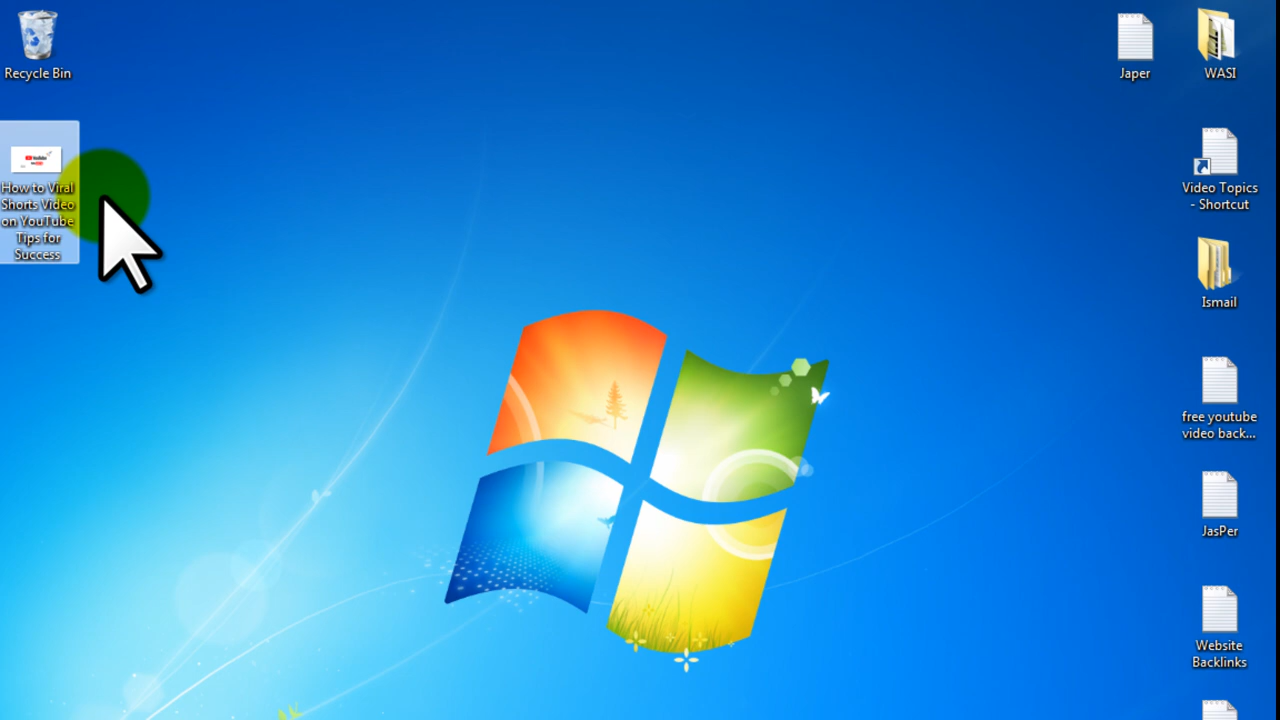 Recycle Bin
How to Viral
Shorts Video
on YouTube
Tips for
Success
Japer
WASI
Video Topics
- Shortcut
Ismail
free youtube
video back...
JasPer
Website
Backlinks